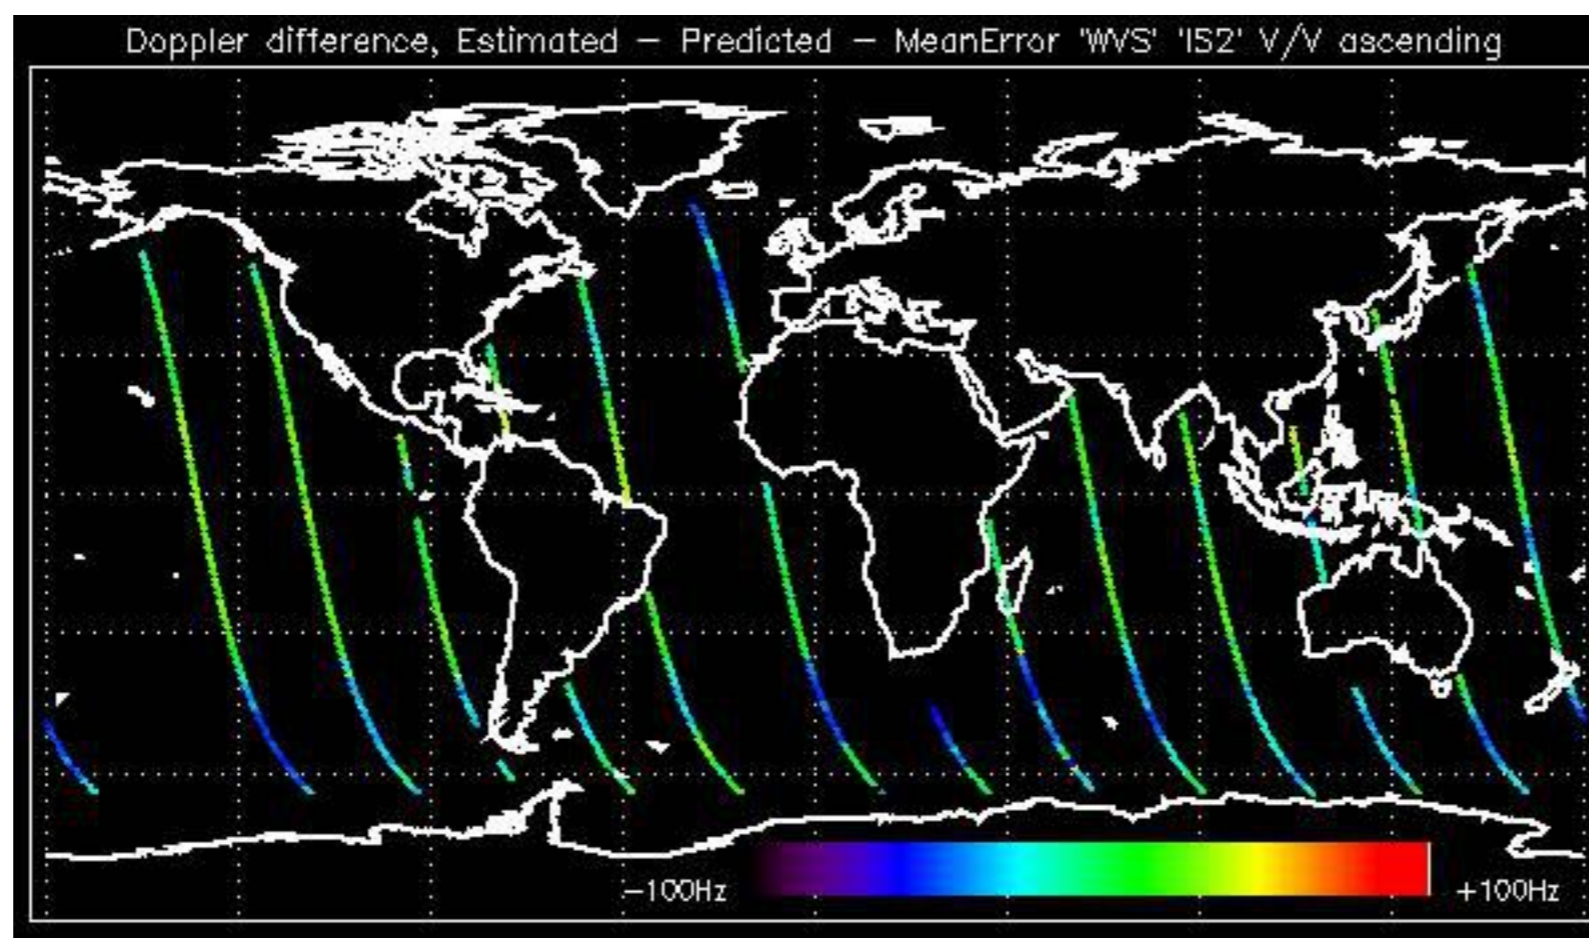 Doppler difference, Estimated – Predicted – MeanError 'WVS' 'IS2' V/V ascending
–100Hz +100Hz